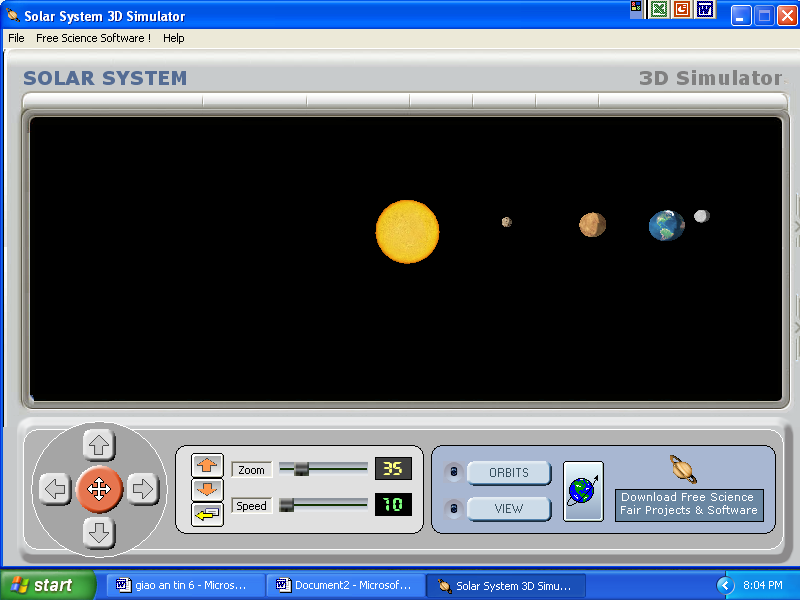 Solar System 3D Simulator
W
File Free Science Software ! Help
SOLAR SYSTEM
3D Simulator
Zoom
35
ORBITS
Speed
10
VIEW
Download Free Science
Fair Projects & Software
start
giao an tin 6 - Micros...
Document2 - Microsof...
Solar System 3D Simu...
8:04 PM